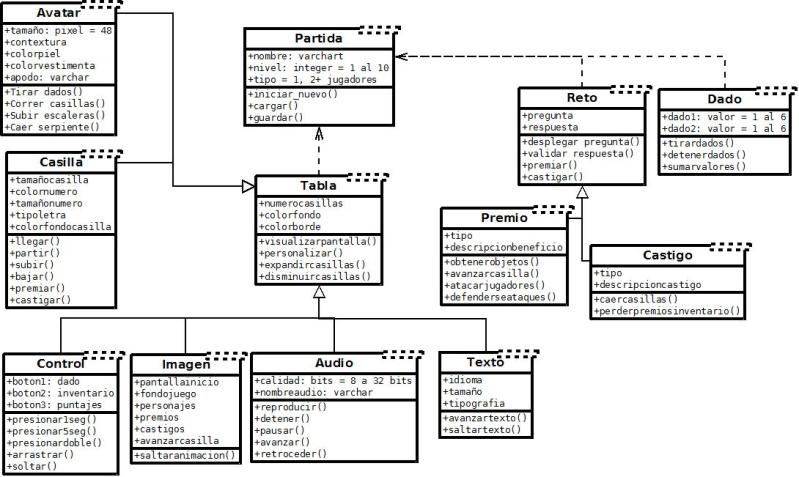 Avatar
+tamaño: pixel = 48
+contextura
+colorpiel
+colorvestimenta
+apodo: varchar
+Tirar dados()
+Correr casillas()
+Subir escaleras()
+Caer serpiente()
Partida
+nombre: varchart
+nivel: integer = 1 al 10
+tipo = 1, 2+ jugadores
+iniciar_nuevo()
+cargar()
+guardar()
Reto
+pregunta
+respuesta
+desplegar pregunta()
+validar respuesta()
+premiar()
+castigar()
Dado
+dado1: valor = 1 al 6
+dado2: valor = 1 al 6
+tirardados()
+detenerdados()
+sumarvalores()
Casilla
+tamañocasilla
+colornumero
+tamañonumero
+tipoletra
+colorfondocasilla
+llegar()
+partir()
+subir()
+bajar()
+premiar()
+castigar()
Tabla
+numerocasillas
+colorfondo
+colorborde
+visualizarpantalla()
+personalizar()
+expandircasillas()
+disminuircasillas()
Premio
+tipo
+descripcionbeneficio
+obtenerobjetos()
+avanzarcasilla()
+atacarjugadores()
+defenderseataques()
Castigo
+tipo
+descripcioncastigo
+caercasillas()
+perderpremiosinventario()
Control
+boton1: dado
+boton2: inventario
+boton3: puntajes
+presionar1seg()
+presionar5seg()
+presionardoble()
+arrastrar()
+soltar()
Imagen
+pantallainicio
+fondojuego
+personajes
+premios
+castigos
+avanzarcasilla
+saltaranimacion()
Audio
+calidad: bits = 8 a 32 bits
+nombreaudio: varchar
+reproducir()
+detener()
+pausar()
+avanzar()
+retroceder()
Texto
+idioma
+tamaño
+tipografia
+avanzartexto()
+saltartexto()